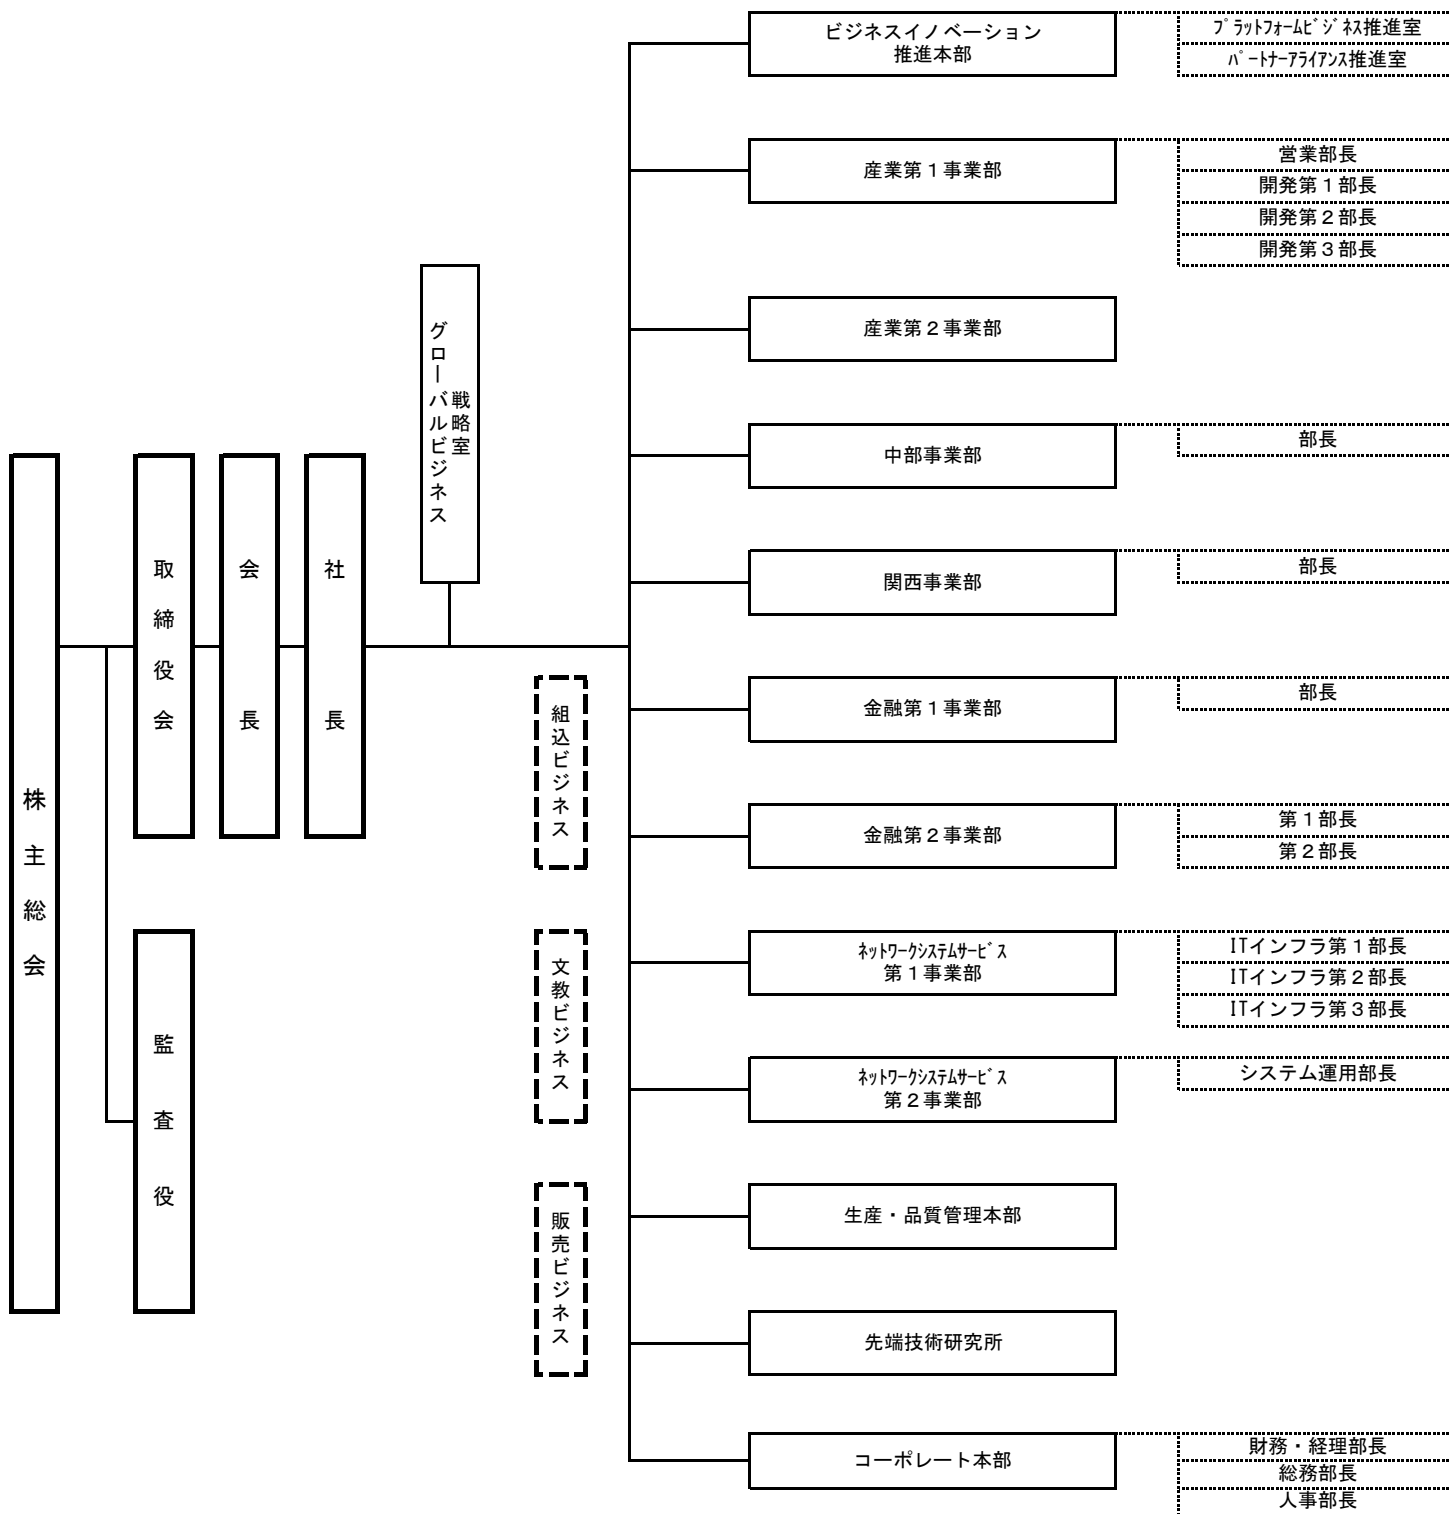 株主総会
取締役会
監査役
会長
社長
グローバルビジネス
戦略室
組込ビジネス
文教ビジネス
販売ビジネス
ビジネスイノベーション
推進本部
ﾌﾟﾗｯﾄﾌｫｰﾑﾋﾞｼﾞﾈｽ推進室
ﾊﾟｰﾄﾅｰｱﾗｲｱﾝｽ推進室
産業第１事業部
営業部長
開発第１部長
開発第２部長
開発第３部長
産業第２事業部
中部事業部
部長
関西事業部
部長
金融第１事業部
部長
金融第２事業部
第１部長
第２部長
ﾈｯﾄﾜｰｸｼｽﾃﾑｻｰﾋﾞｽ
第１事業部
ITインフラ第１部長
ITインフラ第２部長
ITインフラ第３部長
ﾈｯﾄﾜｰｸｼｽﾃﾑｻｰﾋﾞｽ
第２事業部
システム運用部長
生産・品質管理本部
先端技術研究所
コーポレート本部
財務・経理部長
総務部長
人事部長